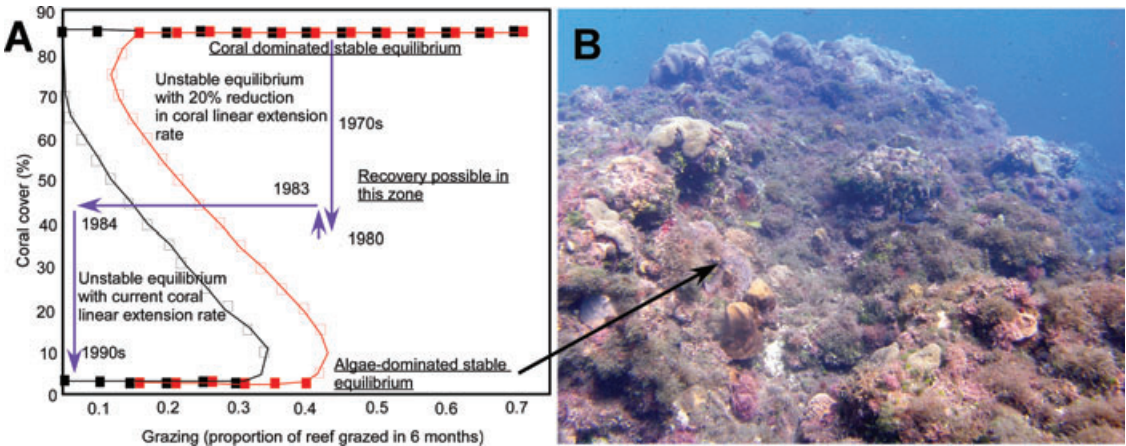 A
B
90
80
70
60
50
40
30
20
10
0
Coral cover (%)
Coral dominated stable equilibrium
Unstable equilibrium
with 20% reduction
in coral linear extension
rate
1970s
1983
Recovery possible in
this zone
1984
1980
Unstable equilibrium
with current coral
linear extension rate
1990s
Algae-dominated stable
equilibrium
0.1 0.2 0.3 0.4 0.5 0.6 0.7
Grazing (proportion of reef grazed in 6 months)